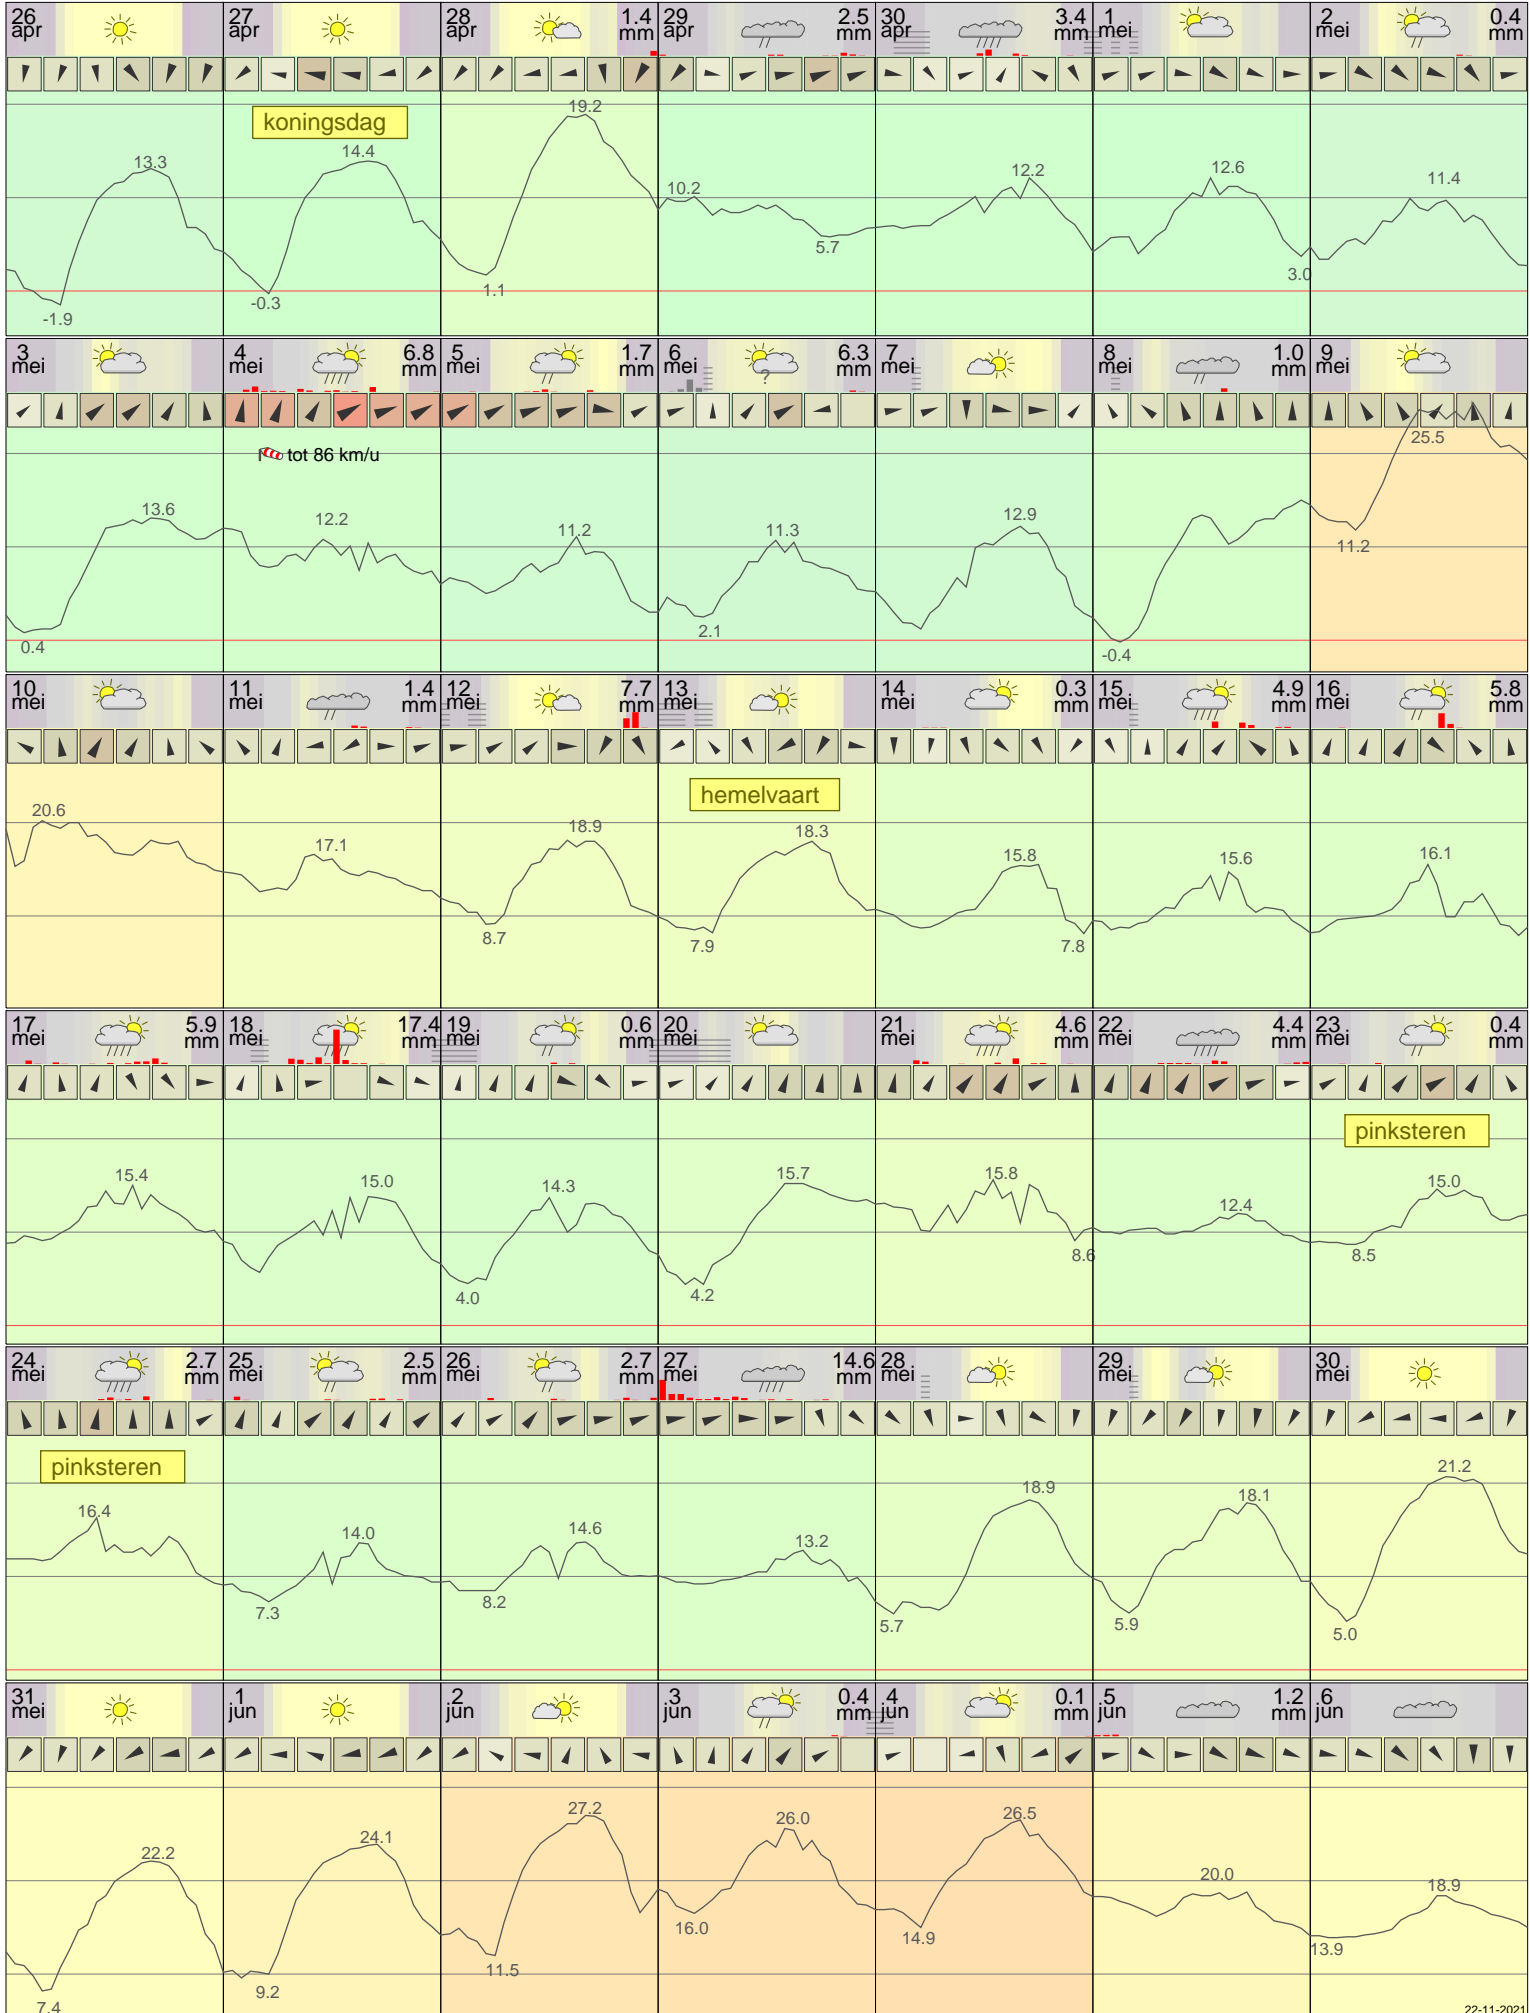 26 apr
27 apr
28 apr 1.4 mm
29 apr 2.5 mm
30 apr 3.4 mm
1 mei
2 mei 0.4 mm
koningsdag
13.3 14.4 19.2 10.2 12.2 12.6 11.4
-1.9 -0.3 1.1 5.7 3.0
3 mei
4 mei 6.8 mm
5 mei 1.7 mm
6 mei ? 6.3 mm
7 mei
8 mei 1.0 mm
9 mei
tot 86 km/u
13.6 12.2 11.2 11.3 12.9 25.5
0.4 2.1 -0.4 11.2
10 mei
11 mei 1.4 mm
12 mei 7.7 mm
13 mei
14 mei 0.3 mm
15 mei 4.9 mm
16 mei 5.8 mm
hemelvaart
20.6 17.1 18.9 18.3 15.8 15.6 16.1
8.7 7.9 7.8
17 mei 5.9 mm
18 mei 17.4 mm
19 mei 0.6 mm
20 mei
21 mei 4.6 mm
22 mei 4.4 mm
23 mei 0.4 mm
pinksteren
15.4 15.0 14.3 15.7 15.8 12.4 15.0
4.0 4.2 8.6 8.5
24 mei 2.7 mm
25 mei 2.5 mm
26 mei 2.7 mm
27 mei 14.6
28 mei
29 mei
30 mei
pinksteren
16.4 14.0 14.6 13.2 18.9 18.1 21.2
7.3 8.2 5.7 5.9 5.0
31 mei
1 jun
2 jun
3 jun 0.4 mm
4 jun 0.1 mm
5 jun 1.2 mm
6 jun
22.2 24.1 27.2 26.0 26.5 20.0 18.9
7.4 9.2 11.5 16.0 14.9 13.9
22-11-2021